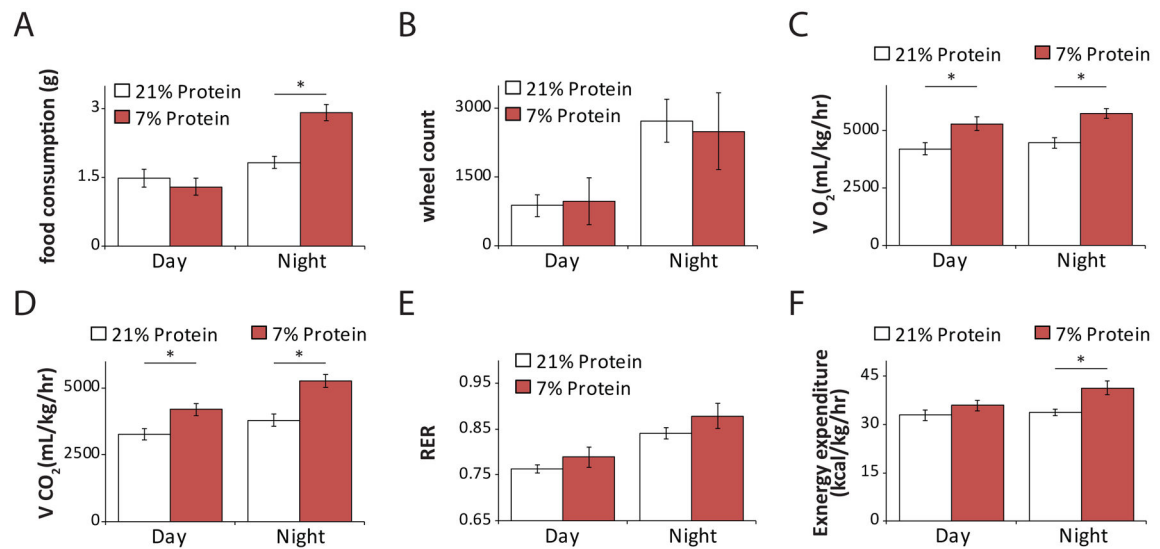 A
food consumption (g)
21% Protein
7% Protein
*
3
1.5
0
Day
Night
B
wheel count
21% Protein
7% Protein
3000
1500
0
Day
Night
C
21% Protein
7% Protein
V O2(mL/kg/hr)
*
*
5000
2500
0
Day
Night
D
21% Protein
7% Protein
V CO2(mL/kg/hr)
*
*
5000
2500
0
Day
Night
E
RER
21% Protein
7% Protein
0.95
0.85
0.75
0.65
Day
Night
F
21% Protein
7% Protein
Exnergy expenditure
(kcal/kg/hr)
*
45
30
15
0
Day
Night